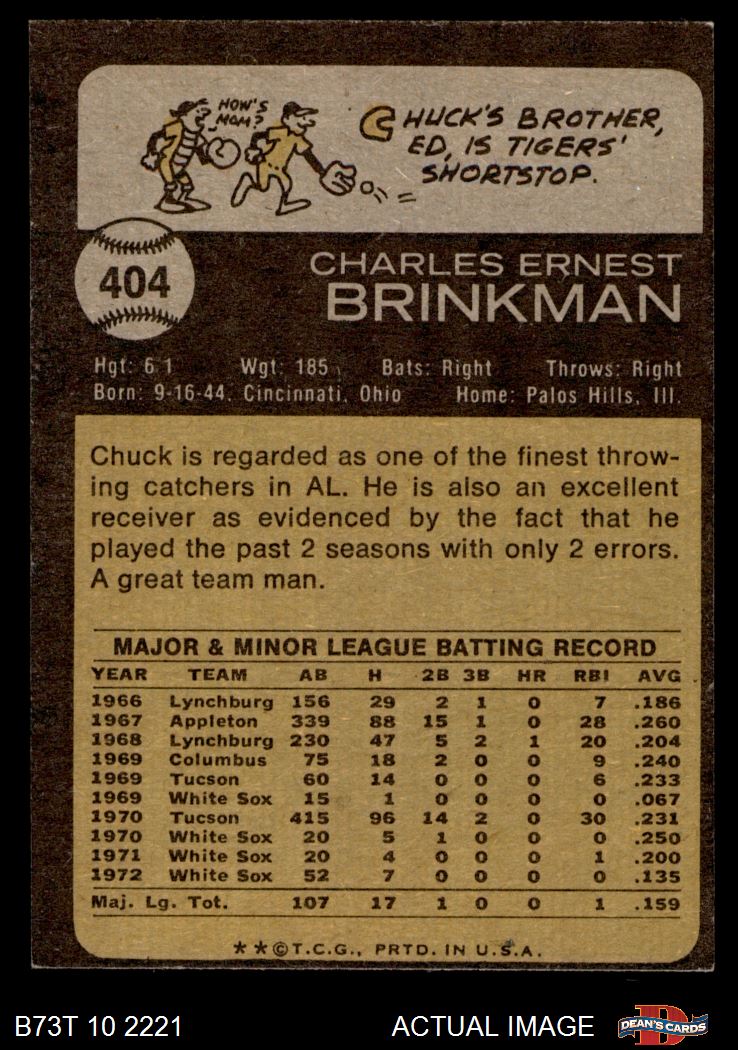 HOW'S
MOM?
CHUCK'S BROTHER,
ED, IS TIGERS'
SHORTSTOP.
404
CHARLES ERNEST
BRINKMAN
Hgt: 6 1 Wgt: 185 Bats: Right Throws: Right
Born: 9-16-44, Cincinnati, Ohio Home: Palos Hills, Ill.
Chuck is regarded as one of the finest throw-
ing catchers in AL. He is also an excellent
receiver as evidenced by the fact that he
played the past 2 seasons with only 2 errors.
A great team man.
MAJOR & MINOR LEAGUE BATTING RECORD
YEAR TEAM AB H 2B 3B HR RBI AVG
1966 Lynchburg 156 29 2 1 0 7 .186
1967 Appleton 339 88 15 1 0 28 .260
1968 Lynchburg 230 47 5 2 1 20 .204
1969 Columbus 75 18 2 0 0 9 .240
1969 Tucson 60 14 0 0 0 6 .233
1969 White Sox 15 1 0 0 0 0 .067
1970 Tucson 415 96 14 2 0 30 .231
1970 White Sox 20 5 1 0 0 0 .250
1971 White Sox 20 4 0 0 0 1 .200
1972 White Sox 52 7 0 0 0 0 .135
Maj. Lg. Tot. 107 17 1 0 0 1 .159
**©T.C.G., PRTD. IN U.S.A.
B73T 10 2221 ACTUAL IMAGE D DEAN'S CARDS